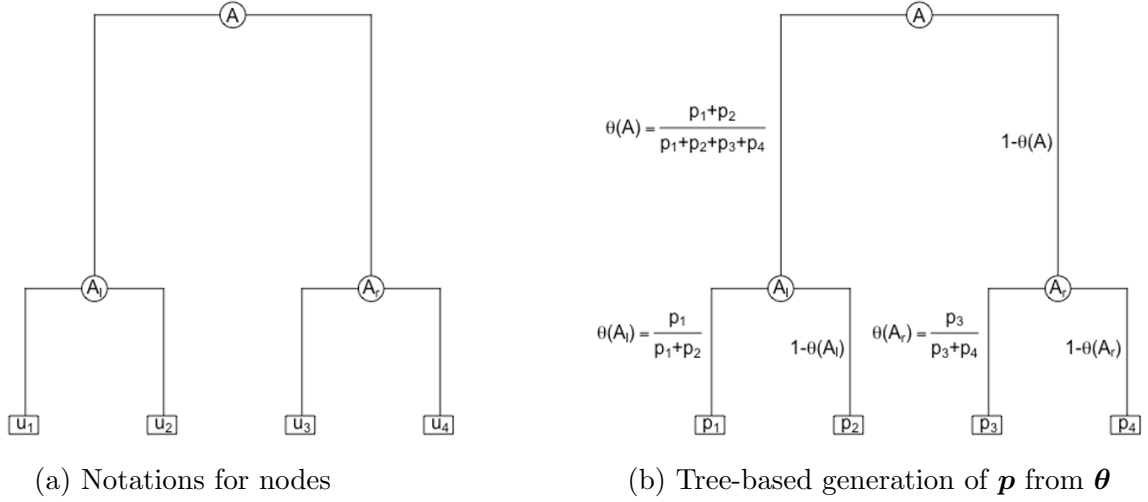 A
A
θ(A) = p₁+p₂ / p₁+p₂+p₃+p₄
1-θ(A)
Aₗ
Aᵣ
Aₗ
Aᵣ
θ(Aₗ) = p₁ / p₁+p₂
1-θ(Aₗ)
θ(Aᵣ) = p₃ / p₃+p₄
1-θ(Aᵣ)
u₁
u₂
u₃
u₄
p₁
p₂
p₃
p₄
(a) Notations for nodes
(b) Tree-based generation of p from θ